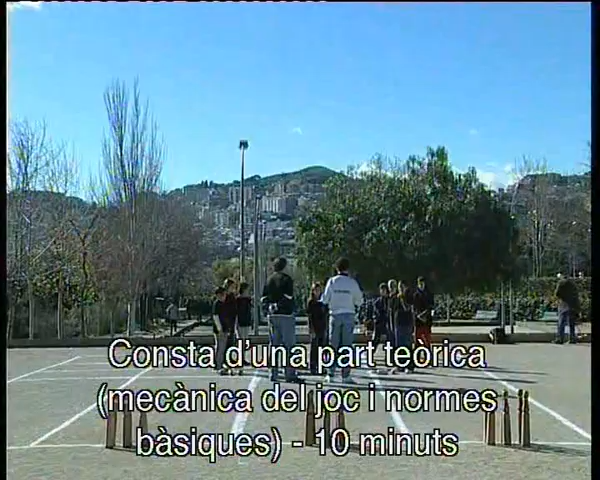 Consta d'una part teòrica
(mecànica del joc i normes
bàsiques) - 10 minuts